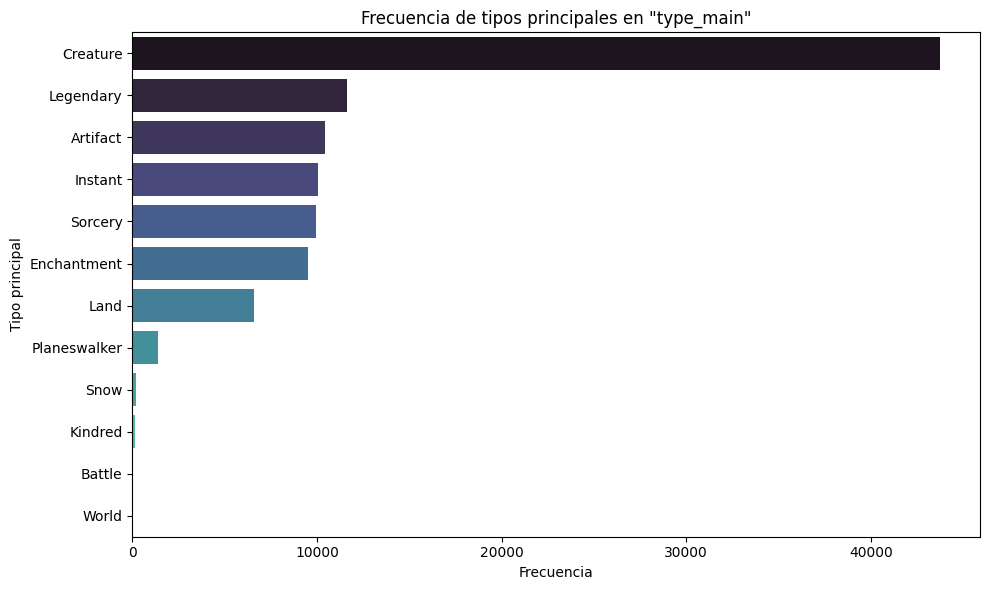 Frecuencia de tipos principales en "type_main"
Tipo principal
Creature
Legendary
Artifact
Instant
Sorcery
Enchantment
Land
Planeswalker
Snow
Kindred
Battle
World
0 10000 20000 30000 40000
Frecuencia